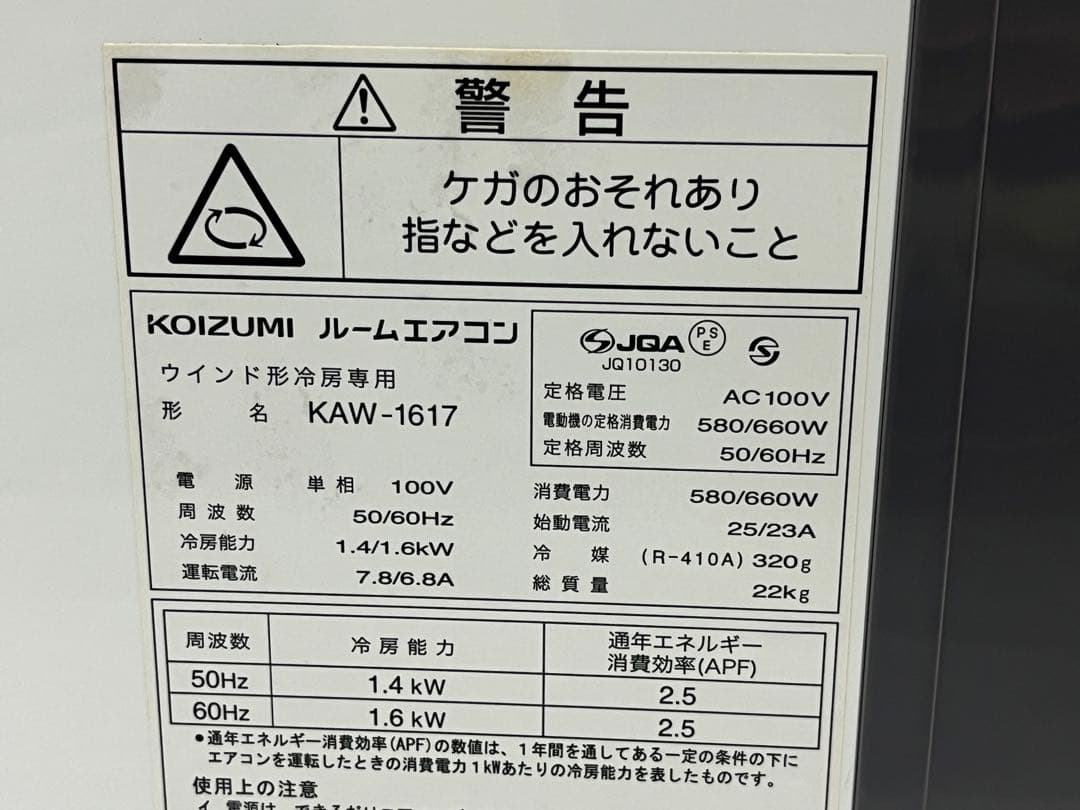 警告
ケガのおそれあり
指などを入れないこと
KOIZUMI ルームエアコン
ウインド形冷房専用
形名 KAW-1617
JQA PSE
JQ10130
定格電圧 AC100V
電動機の定格消費電力 580/660W
定格周波数 50/60Hz
電源 単相 100V
周波数 50/60Hz
冷房能力 1.4/1.6kW
運転電流 7.8/6.8A
消費電力 580/660W
始動電流 25/23A
冷媒 (R-410A) 320g
総質量 22kg
周波数 冷房能力 通年エネルギー
消費効率(APF)
50Hz 1.4 kW 2.5
60Hz 1.6 kW 2.5
●通年エネルギー消費効率(APF)の数値は、1年間を通してある一定の条件の下に
エアコンを運転したときの消費電力1kWあたりの冷房能力を表したものです。
使用上の注意
イ.電源は、できるだけ